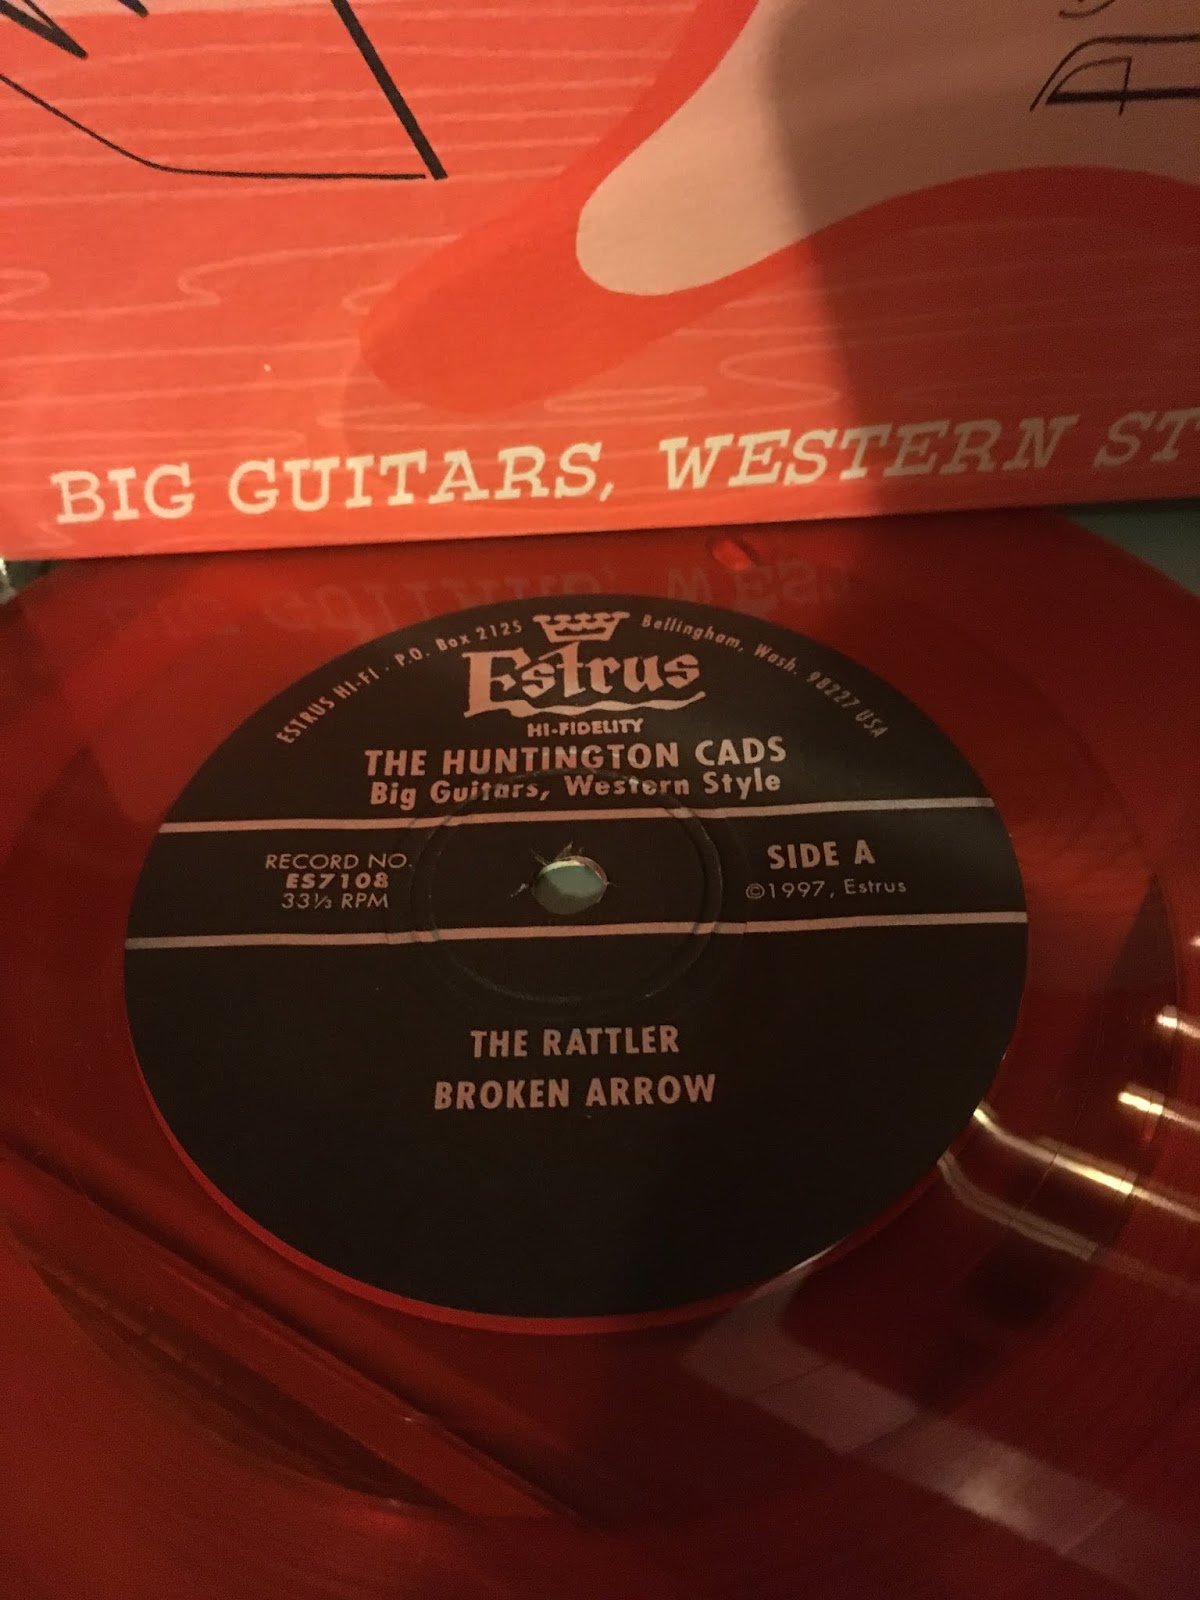 BIG GUITARS, WESTERN ST
ESTRUS HI-FI · P.O. Box 2125 Bellingham, Wash. 98227 USA
Estrus
HI-FIDELITY
THE HUNTINGTON CADS
Big Guitars, Western Style
RECORD NO.
ES7108
33⅓ RPM
SIDE A
©1997, Estrus
THE RATTLER
BROKEN ARROW